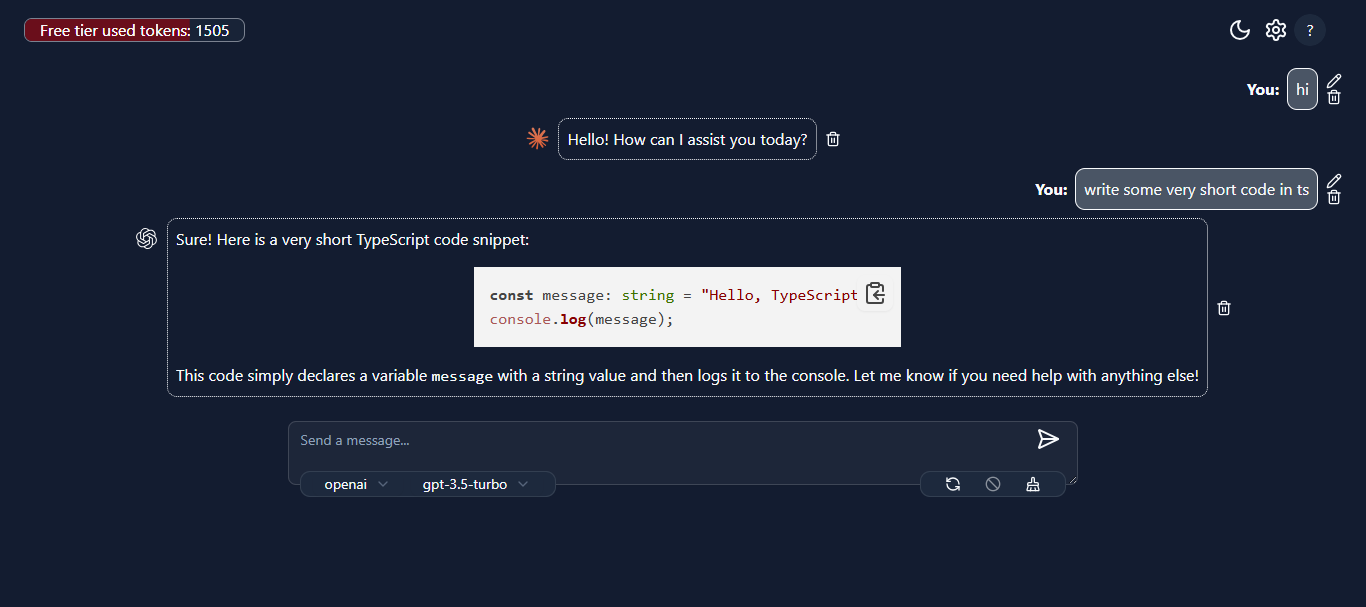 Free tier used tokens: 1505
?
You: hi
Hello! How can I assist you today?
You: write some very short code in ts
Sure! Here is a very short TypeScript code snippet:
const message: string = "Hello, TypeScript
console.log(message);
This code simply declares a variable message with a string value and then logs it to the console. Let me know if you need help with anything else!
Send a message...
openai gpt-3.5-turbo